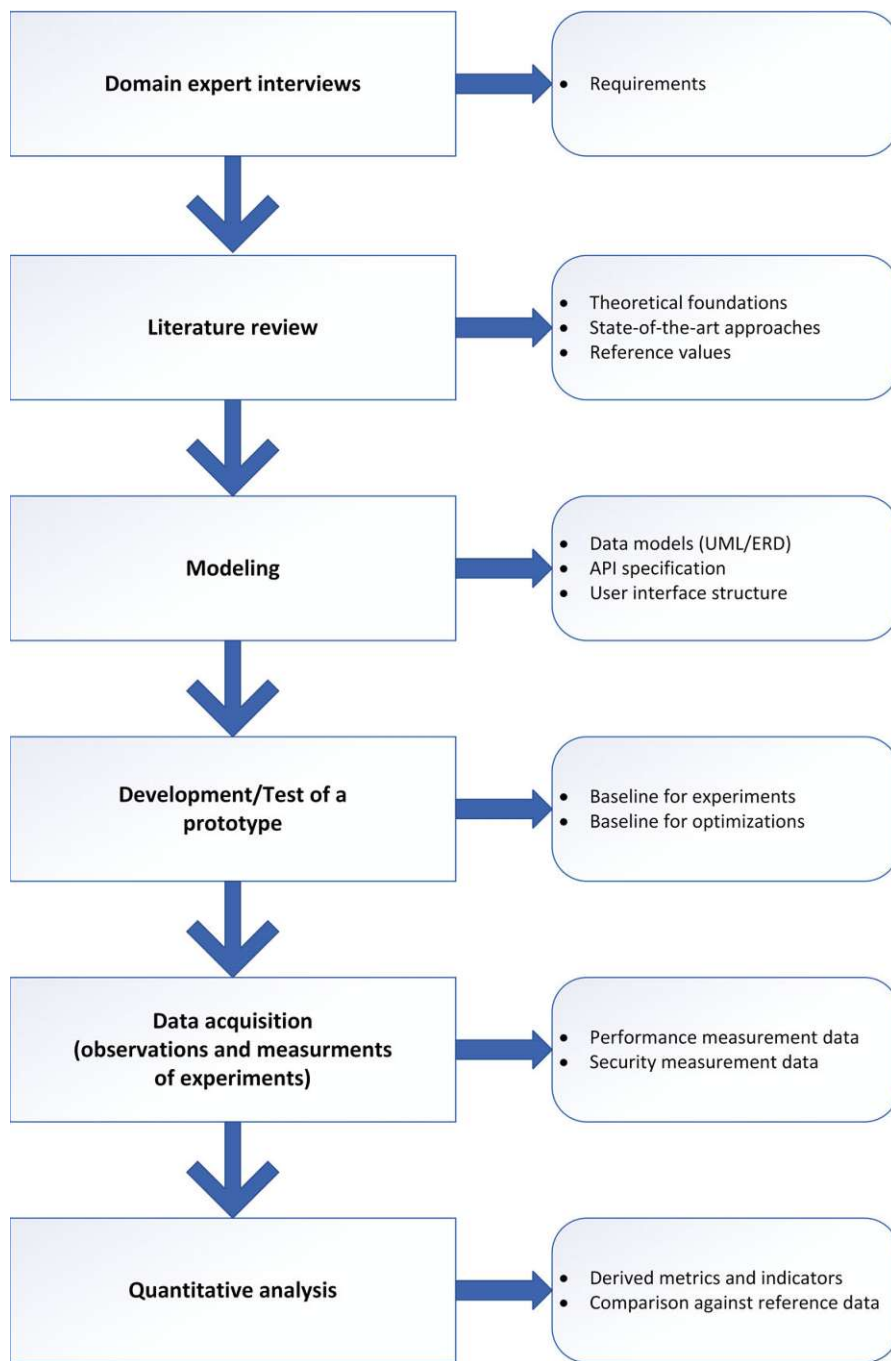 Domain expert interviews
• Requirements
Literature review
• Theoretical foundations
• State-of-the-art approaches
• Reference values
Modeling
• Data models (UML/ERD)
• API specification
• User interface structure
Development/Test of a
prototype
• Baseline for experiments
• Baseline for optimizations
Data acquisition
(observations and measurments
of experiments)
• Performance measurement data
• Security measurement data
Quantitative analysis
• Derived metrics and indicators
• Comparison against reference data